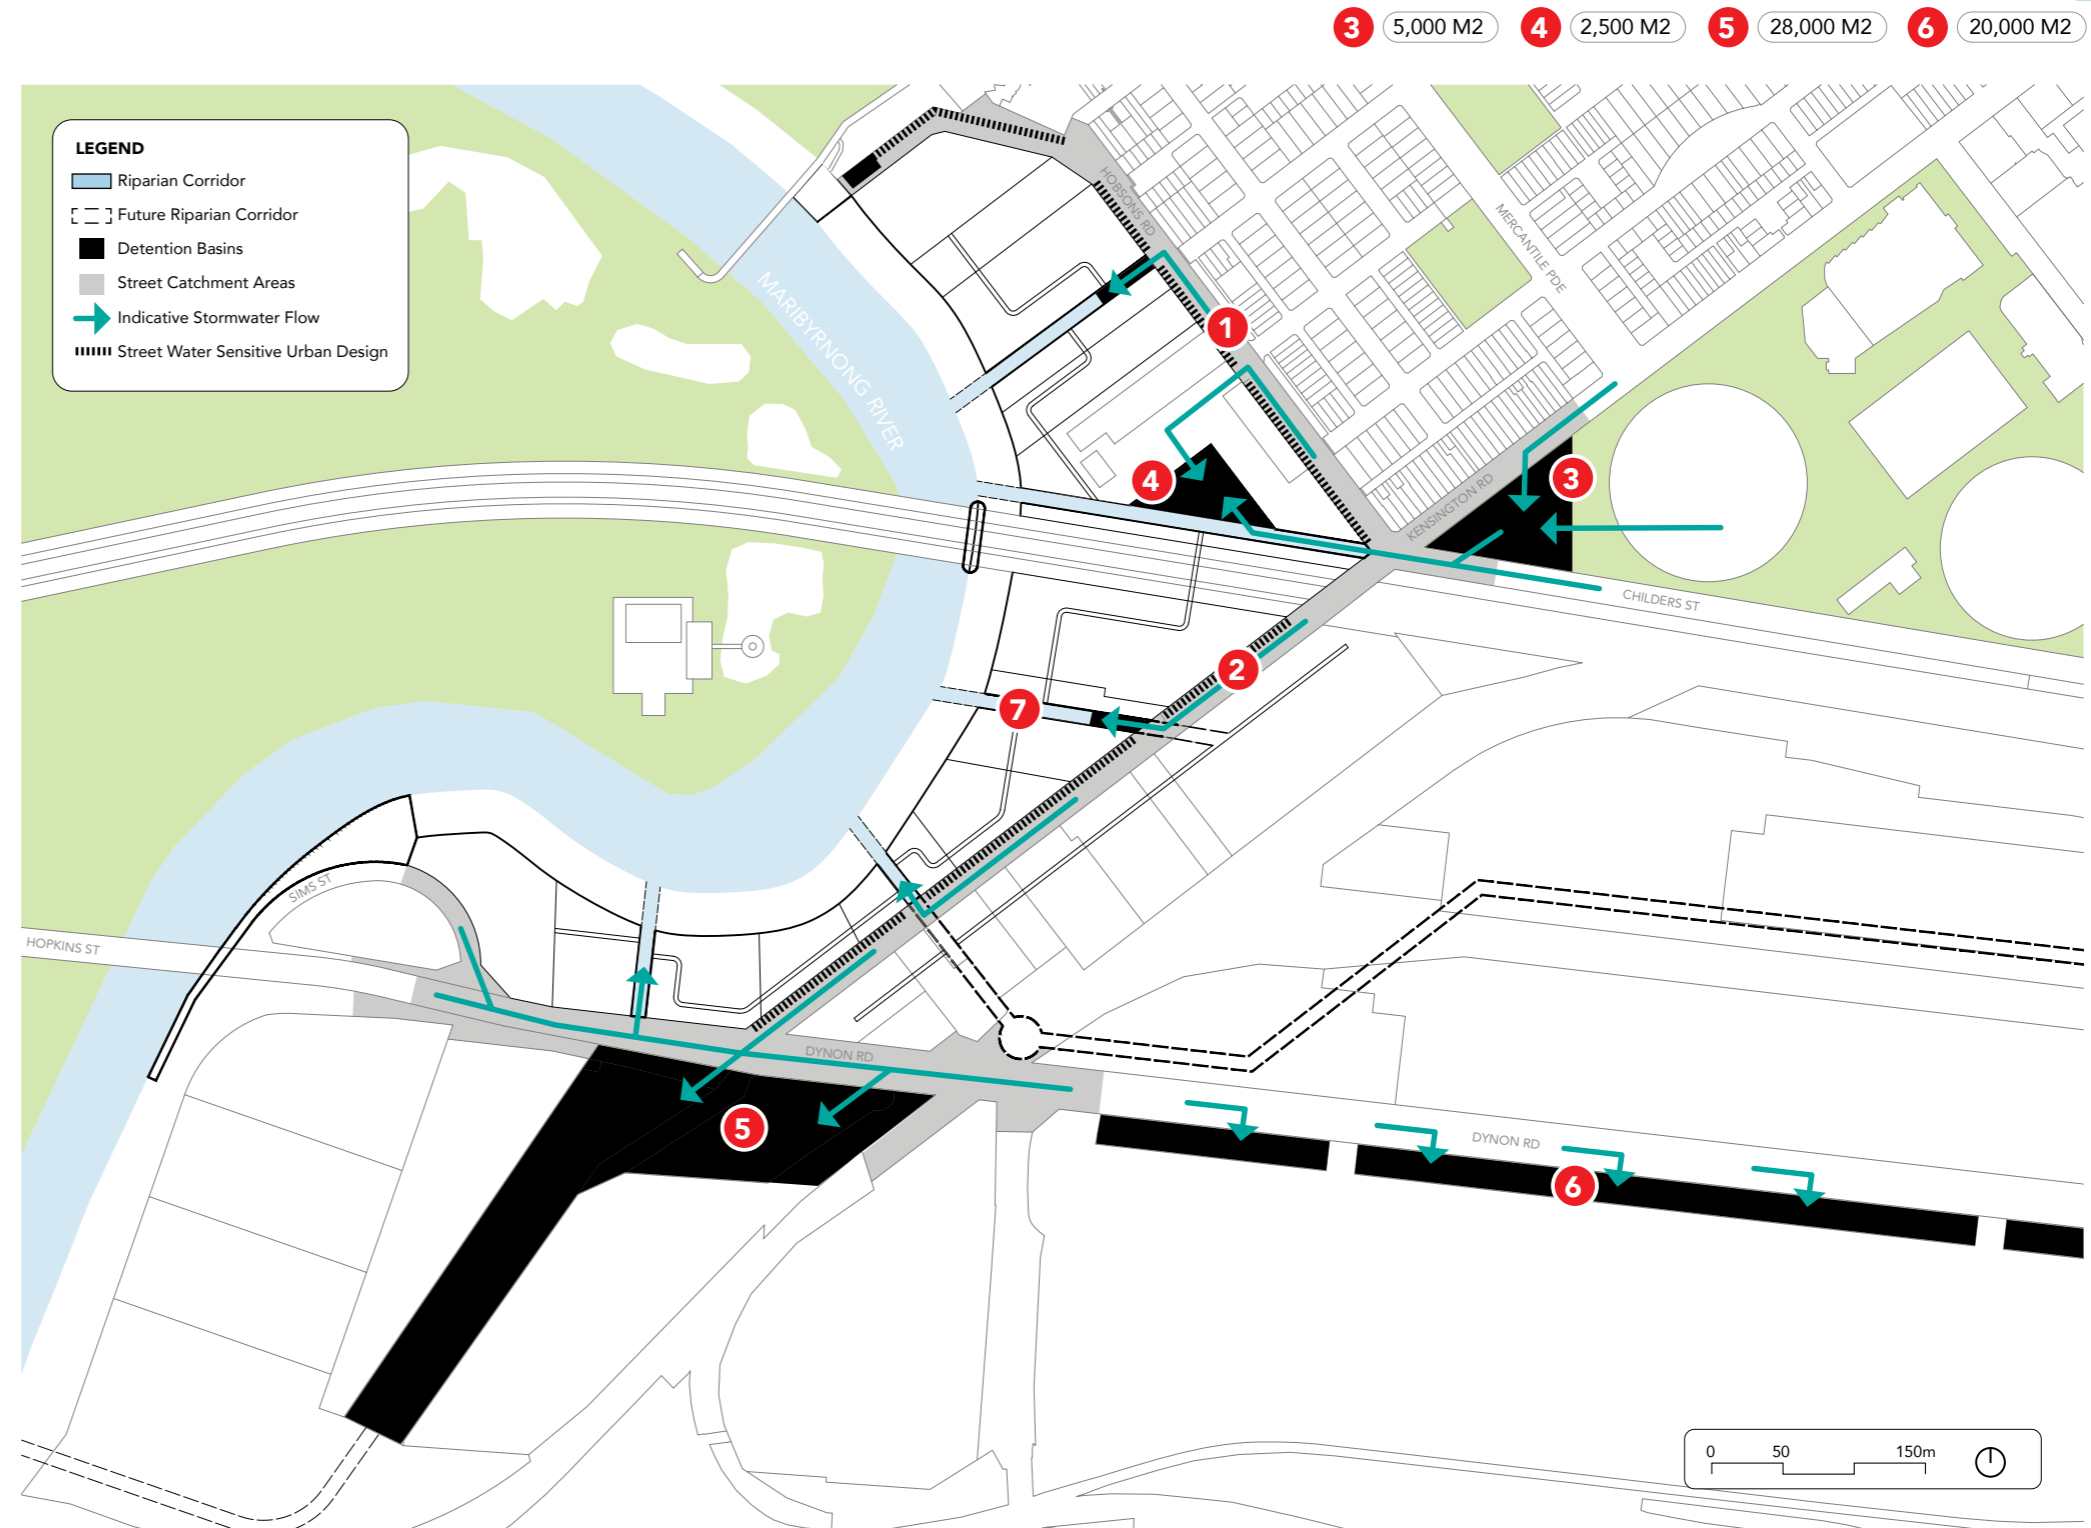 3 5,000 M2 4 2,500 M2 5 28,000 M2 6 20,000 M2
LEGEND
Riparian Corridor
Future Riparian Corridor
Detention Basins
Street Catchment Areas
Indicative Stormwater Flow
Street Water Sensitive Urban Design
HOBSONS RD
MERCANTILE PDE
MARIBYRNONG RIVER
1
4
3
KENSINGTON RD
CHILDERS ST
2
7
SIMS ST
HOPKINS ST
DYNON RD
5
DYNON RD
6
0 50 150m